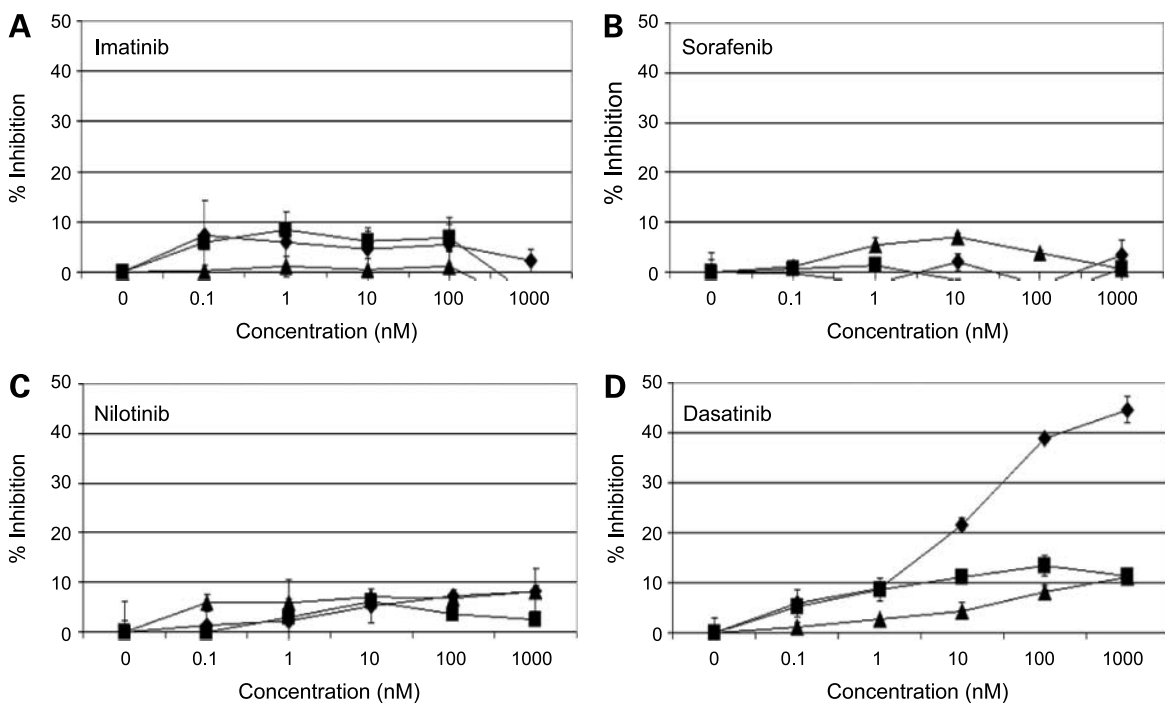 A
Imatinib
% Inhibition
50
40
30
20
10
0
0 0.1 1 10 100 1000
Concentration (nM)
B
Sorafenib
% Inhibition
50
40
30
20
10
0
0 0.1 1 10 100 1000
Concentration (nM)
C
Nilotinib
% Inhibition
50
40
30
20
10
0
0 0.1 1 10 100 1000
Concentration (nM)
D
Dasatinib
% Inhibition
50
40
30
20
10
0
0 0.1 1 10 100 1000
Concentration (nM)